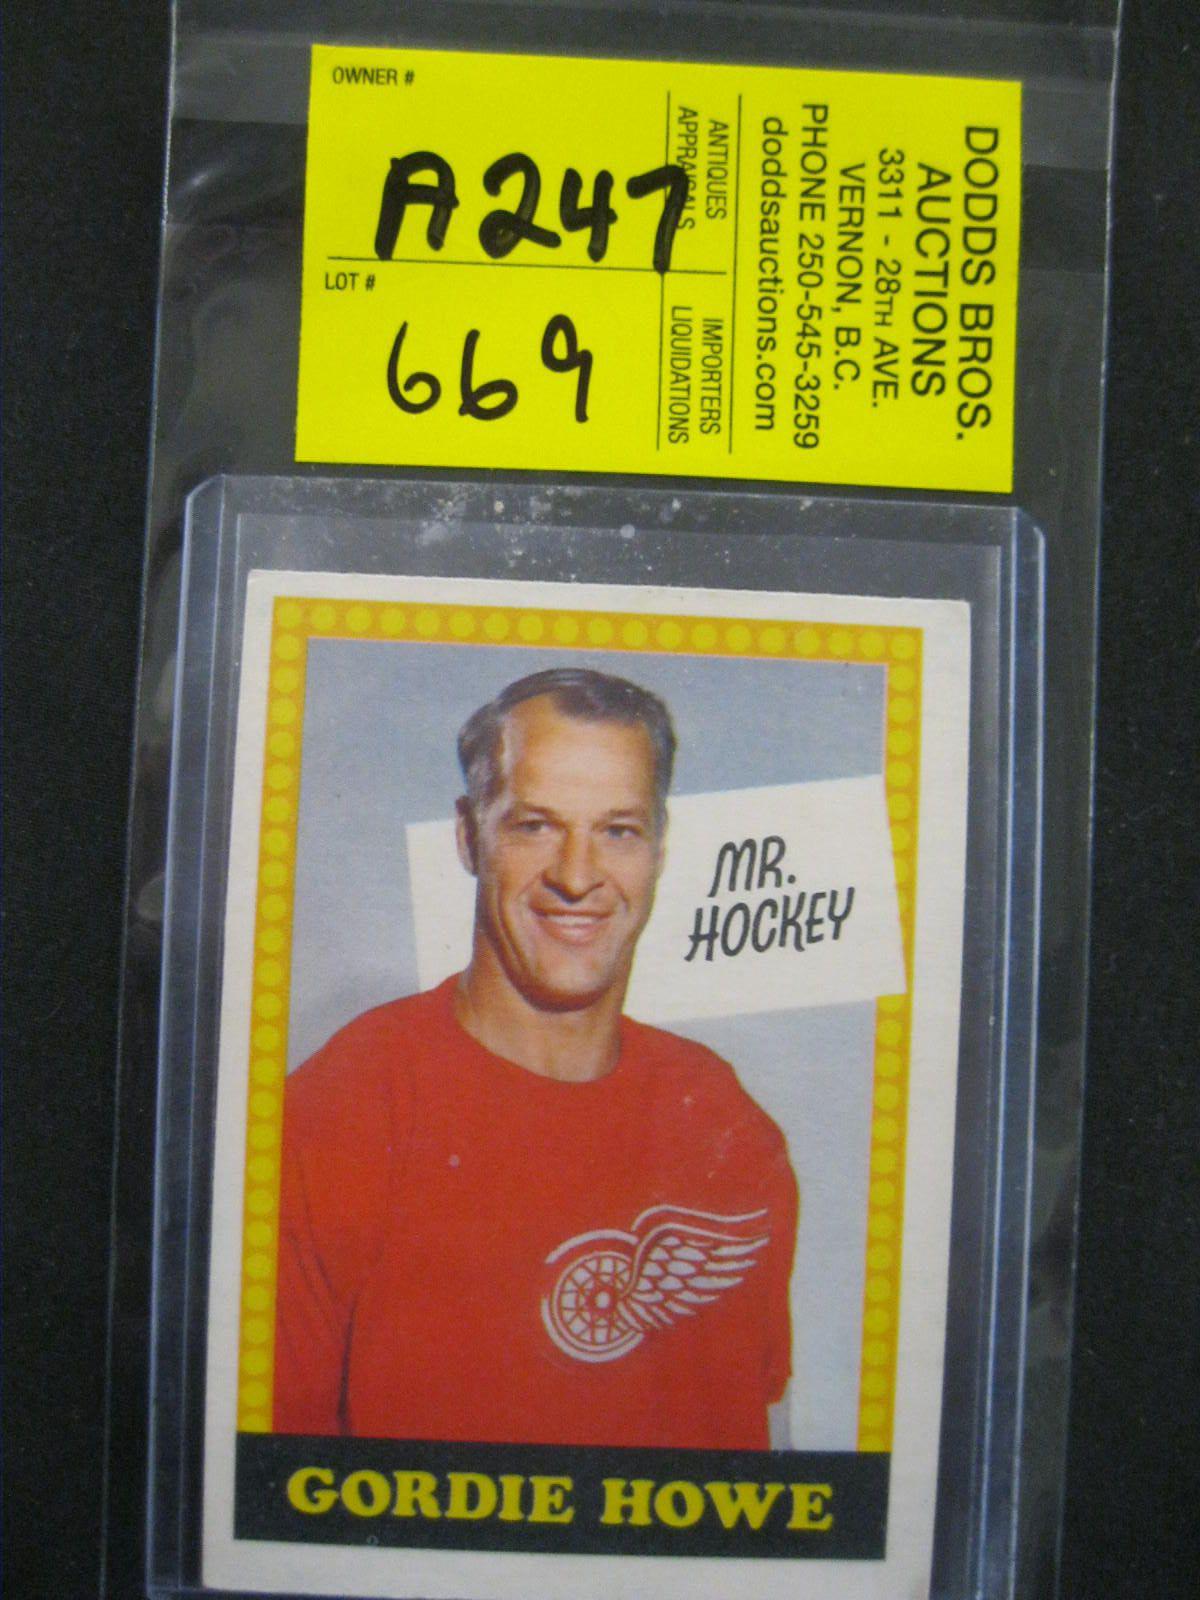 OWNER #
A247
LOT #
669
ANTIQUES
APPRAISALS
IMPORTERS
LIQUIDATIONS
DODDS BROS.
AUCTIONS
3311 - 28TH AVE.
VERNON, B.C.
PHONE 250-545-3259
doddsauctions.com
MR.
HOCKEY
GORDIE HOWE